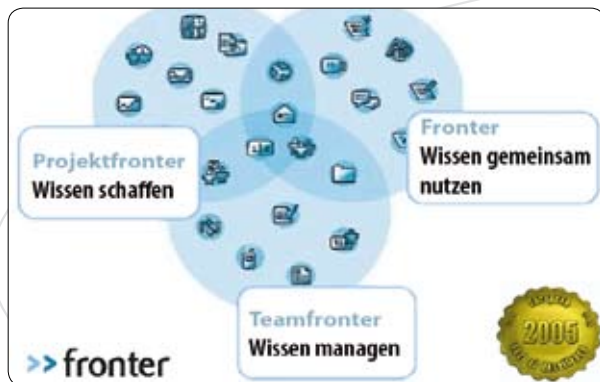 Projektfronter
Wissen schaffen
Fronter
Wissen gemeinsam
nutzen
Teamfronter
Wissen managen
>> fronter
2005